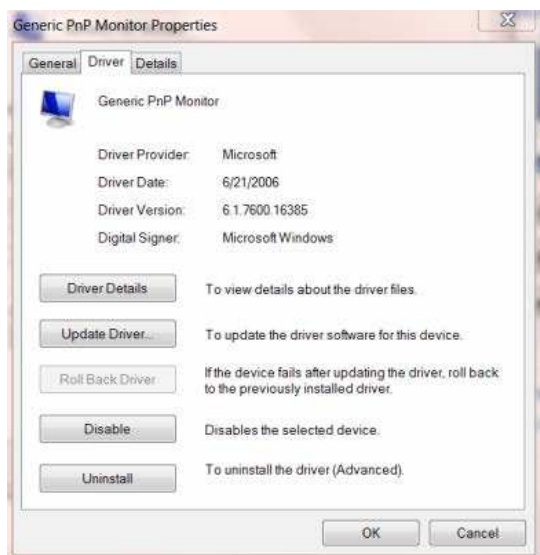 Generic PnP Monitor Properties
General Driver Details
Generic PnP Monitor
Driver Provider: Microsoft
Driver Date: 6/21/2006
Driver Version: 6.1.7600.16385
Digital Signer: Microsoft Windows
Driver Details To view details about the driver files.
Update Driver... To update the driver software for this device.
Roll Back Driver If the device fails after updating the driver, roll back
to the previously installed driver.
Disable Disables the selected device.
Uninstall To uninstall the driver (Advanced).
OK Cancel